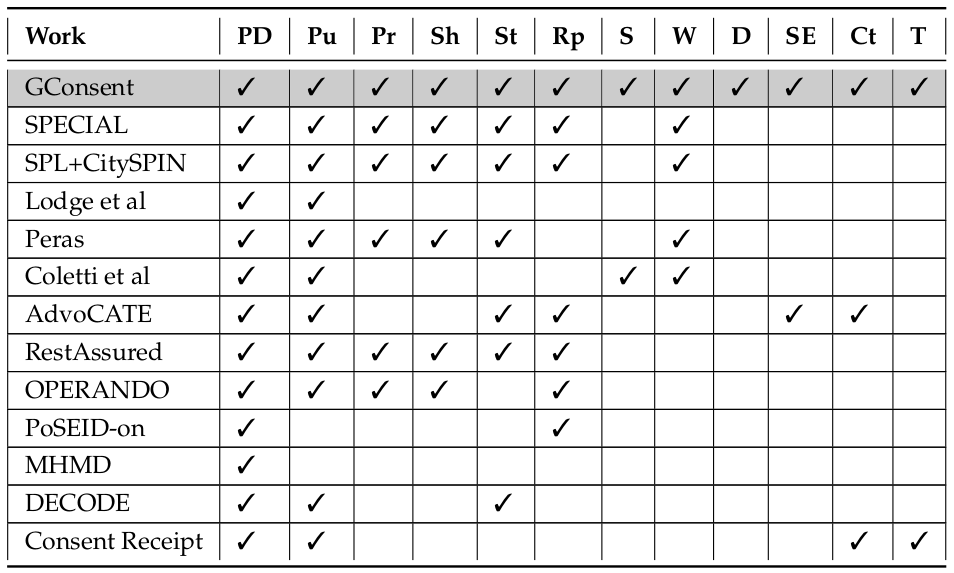 Work PD Pu Pr Sh St Rp S W D SE Ct T
GConsent ✓ ✓ ✓ ✓ ✓ ✓ ✓ ✓ ✓ ✓ ✓ ✓
SPECIAL ✓ ✓ ✓ ✓ ✓ ✓ ✓
SPL+CitySPIN ✓ ✓ ✓ ✓ ✓ ✓ ✓
Lodge et al ✓ ✓
Peras ✓ ✓ ✓ ✓ ✓ ✓
Coletti et al ✓ ✓ ✓ ✓
AdvoCATE ✓ ✓ ✓ ✓ ✓ ✓
RestAssured ✓ ✓ ✓ ✓ ✓ ✓
OPERANDO ✓ ✓ ✓ ✓ ✓
PoSEID-on ✓ ✓
MHMD ✓
DECODE ✓ ✓ ✓
Consent Receipt ✓ ✓ ✓ ✓